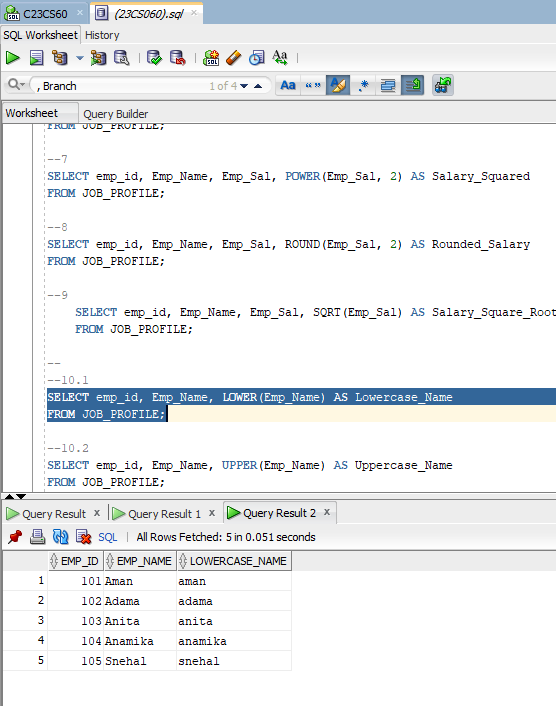 C23CS60 × (23CS060).sql ×
SQL Worksheet History
, Branch 1 of 4 Aa “ ” .*
Worksheet Query Builder
FROM JOB_PROFILE;
--7
SELECT emp_id, Emp_Name, Emp_Sal, POWER(Emp_Sal, 2) AS Salary_Squared
FROM JOB_PROFILE;
--8
SELECT emp_id, Emp_Name, Emp_Sal, ROUND(Emp_Sal, 2) AS Rounded_Salary
FROM JOB_PROFILE;
--9
SELECT emp_id, Emp_Name, Emp_Sal, SQRT(Emp_Sal) AS Salary_Square_Root
FROM JOB_PROFILE;
--
--10.1
SELECT emp_id, Emp_Name, LOWER(Emp_Name) AS Lowercase_Name
FROM JOB_PROFILE;
--10.2
SELECT emp_id, Emp_Name, UPPER(Emp_Name) AS Uppercase_Name
FROM JOB_PROFILE;
Query Result × Query Result 1 × Query Result 2 ×
SQL | All Rows Fetched: 5 in 0.051 seconds
EMP_ID EMP_NAME LOWERCASE_NAME
1 101 Aman aman
2 102 Adama adama
3 103 Anita anita
4 104 Anamika anamika
5 105 Snehal snehal